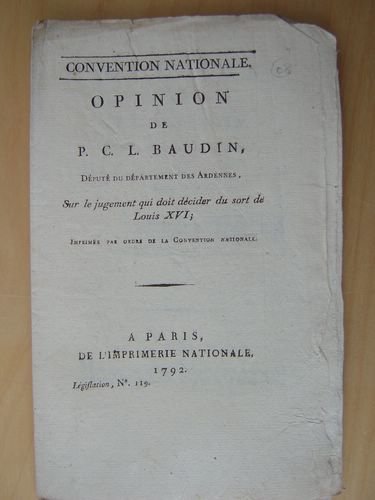 CONVENTION NATIONALE.
OPINION
DE
P. C. L. BAUDIN,
DÉPUTÉ DU DÉPARTEMENT DES ARDENNES,
Sur le jugement qui doit décider du sort de
Louis XVI;
IMPRIMÉE PAR ORDRE DE LA CONVENTION NATIONALE.
A PARIS,
DE L'IMPRIMERIE NATIONALE,
1792.
Législation, Nº. 119.